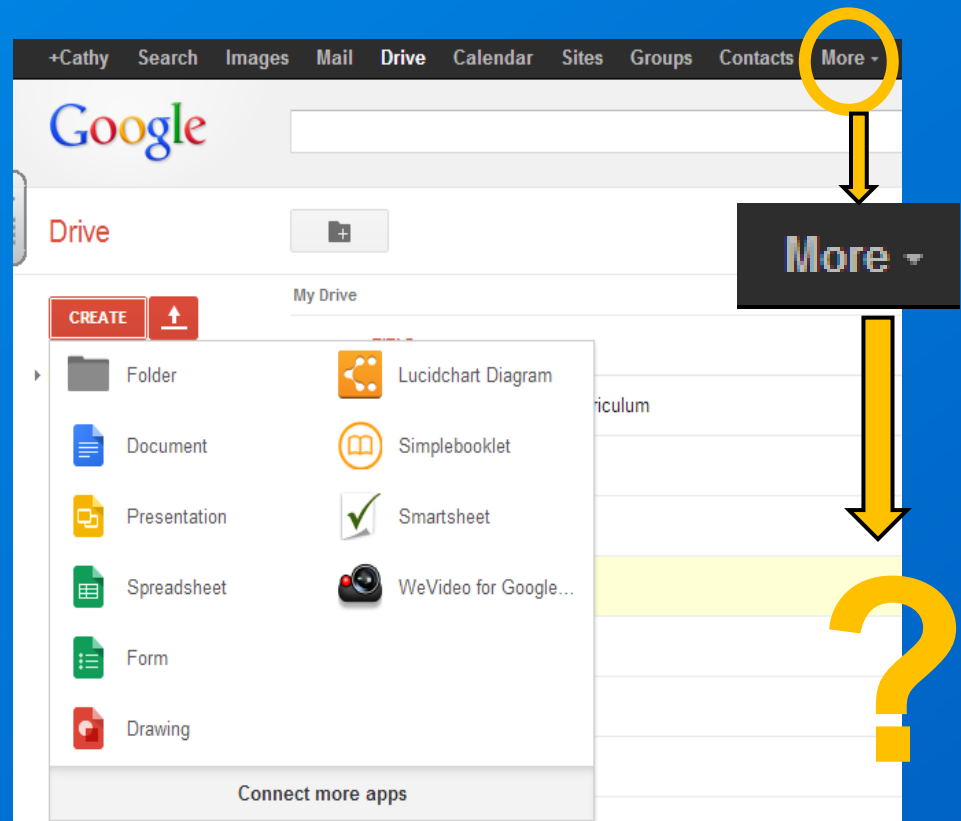 +Cathy Search Images Mail Drive Calendar Sites Groups Contacts More
Google
Drive
More
My Drive
CREATE
Folder
Lucidchart Diagram
riculum
Document
Simplebooklet
Presentation
Smartsheet
Spreadsheet
WeVideo for Google...
Form
Drawing
Connect more apps
?